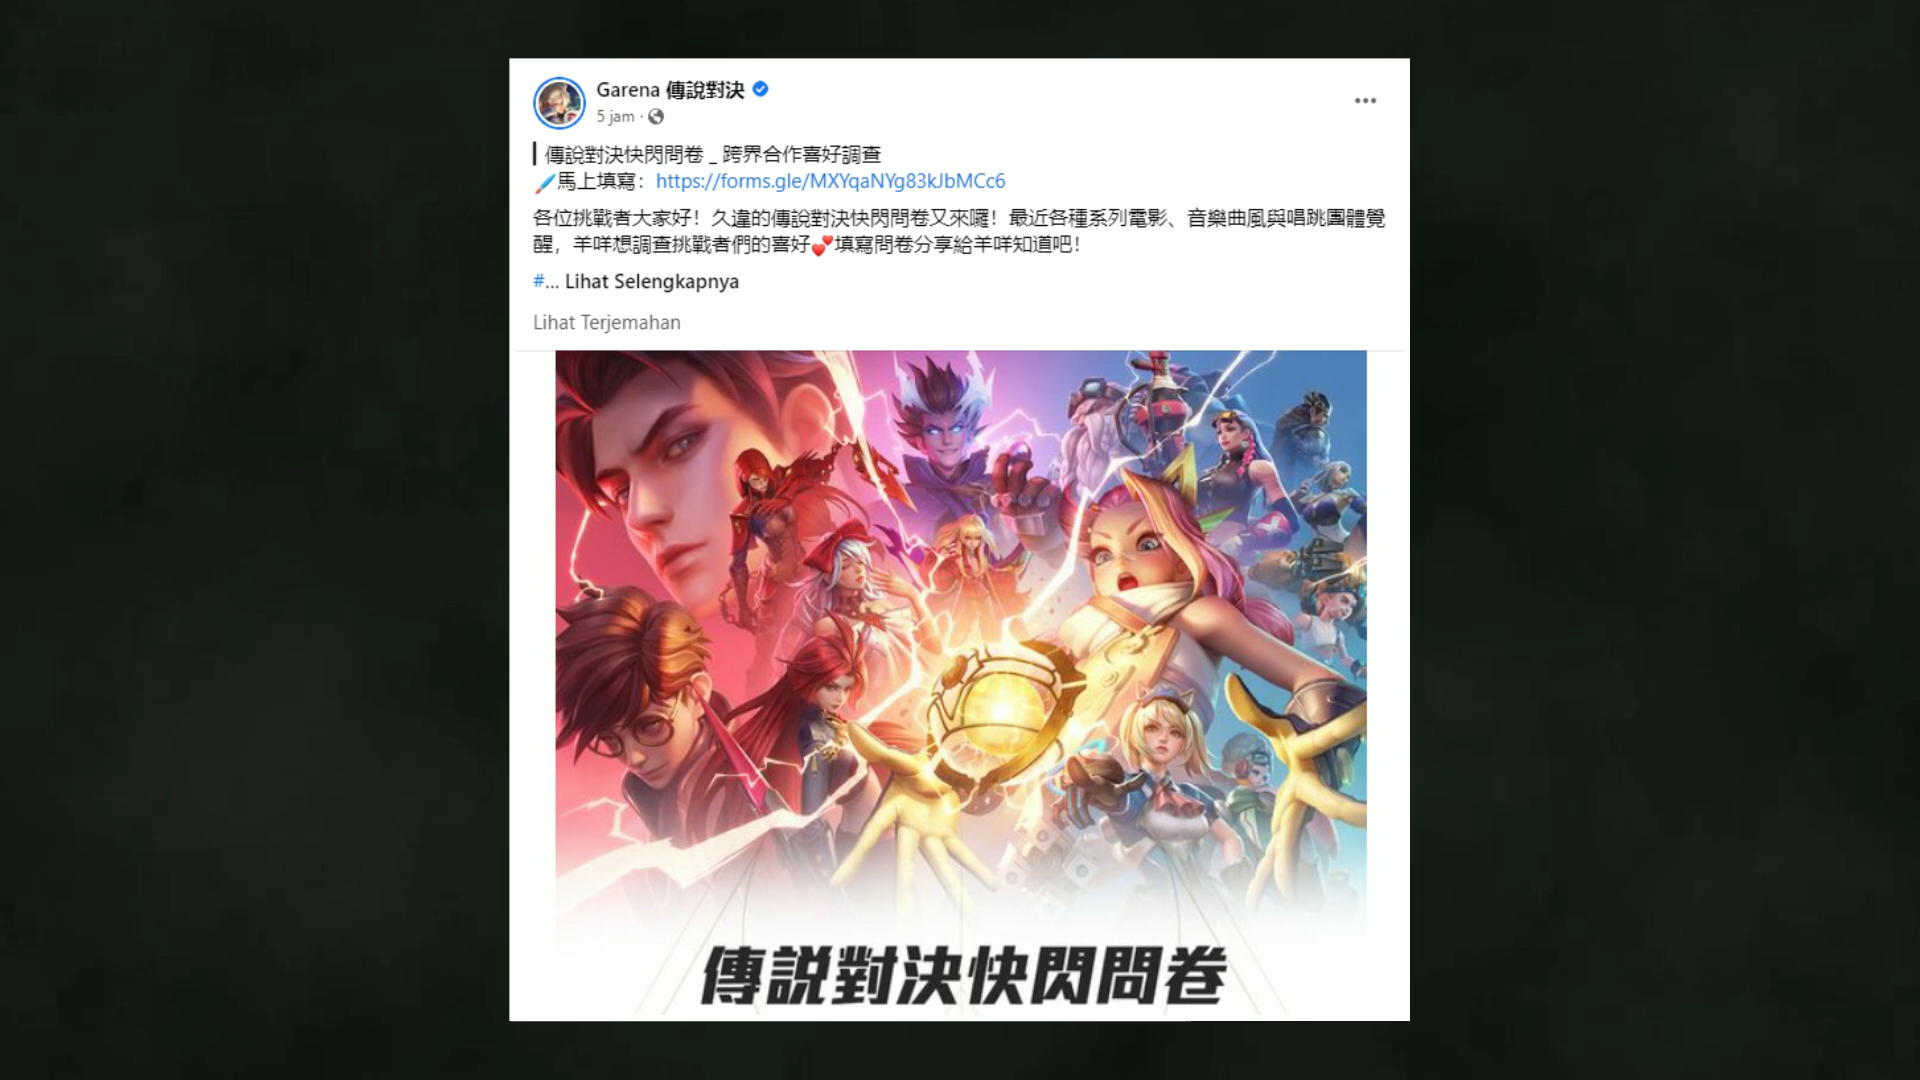 Garena 傳說對決
5 jam ·
傳說對決快閃問卷 _ 跨界合作喜好調查
🖌️馬上填寫：https://forms.gle/MXYqaNYg83kJbMCc6
各位挑戰者大家好！久違的傳說對決快閃問卷又來囉！最近各種系列電影、音樂曲風與唱跳團體覺
醒，羊咩想調查挑戰者們的喜好💕填寫問卷分享給羊咩知道吧！
#... Lihat Selengkapnya
Lihat Terjemahan
傳說對決快閃問卷